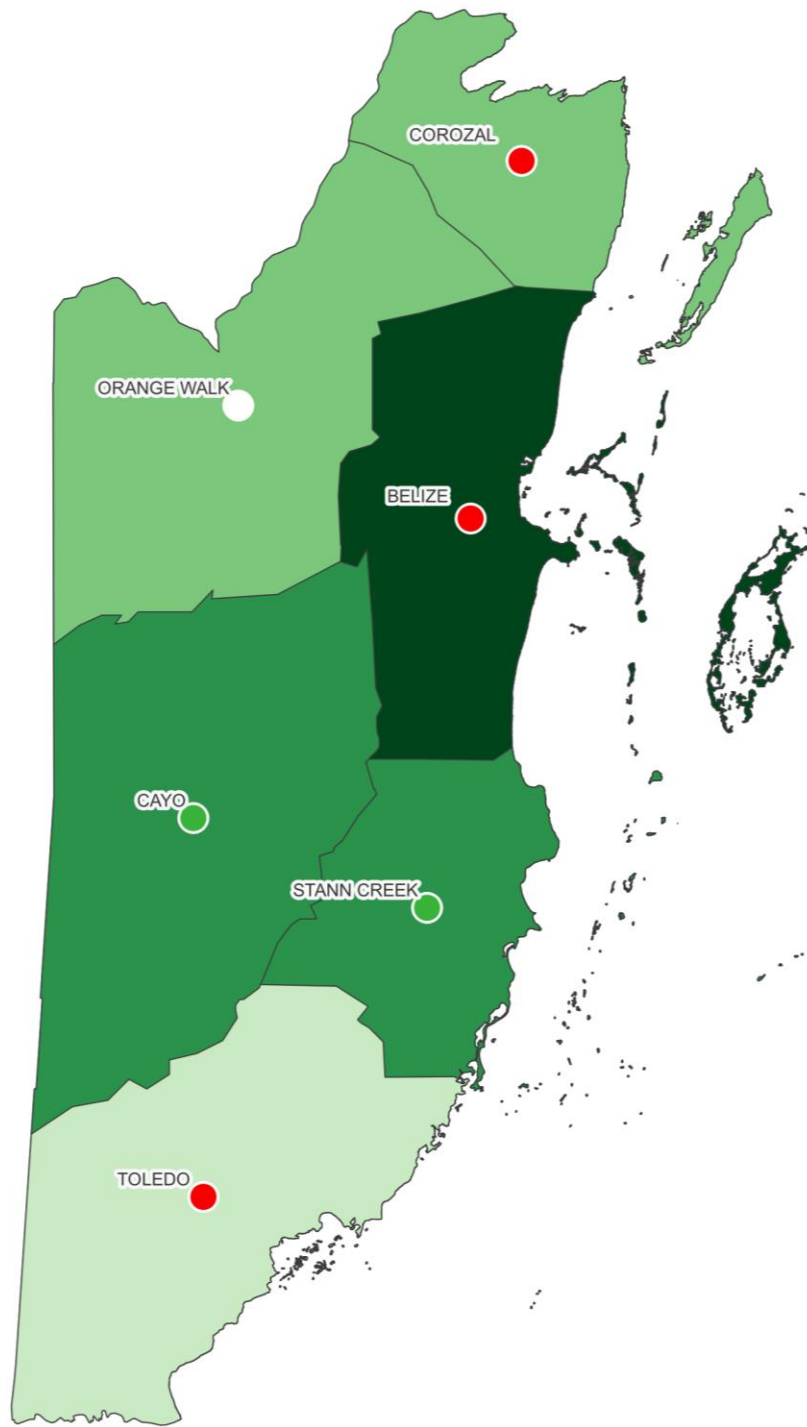 COROZAL
ORANGE WALK
BELIZE
CAYO
STANN CREEK
TOLEDO